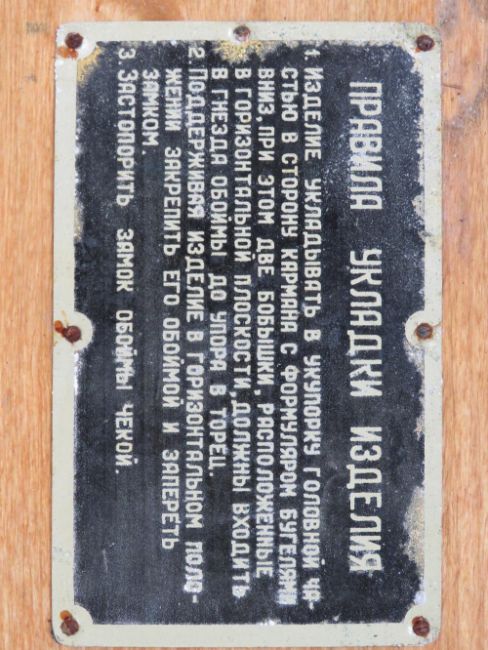 ПРАВИЛА УКЛАДКИ ИЗДЕЛИЯ
1. ИЗДЕЛИЕ УКЛАДЫВАТЬ В УКУПОРКУ ГОЛОВНОЙ ЧА-
СТЬЮ В СТОРОНУ КАРМАНА С ФОРМУЛЯРОМ БУГЕЛЯМИ
ВНИЗ, ПРИ ЭТОМ ДВЕ БОБЫШКИ, РАСПОЛОЖЕННЫЕ
В ГОРИЗОНТАЛЬНОЙ ПЛОСКОСТИ, ДОЛЖНЫ ВХОДИТЬ
В ГНЕЗДА ОБОЙМЫ ДО УПОРА В ТОРЕЦ.
2. ПОДДЕРЖИВАЯ ИЗДЕЛИЕ В ГОРИЗОНТАЛЬНОМ ПОЛО-
ЖЕНИИ ЗАКРЕПИТЬ ЕГО ОБОЙМОЙ И ЗАПЕРЕТЬ
ЗАМКОМ.
3. ЗАСТОПОРИТЬ ЗАМОК ОБОЙМЫ ЧЕКОЙ.